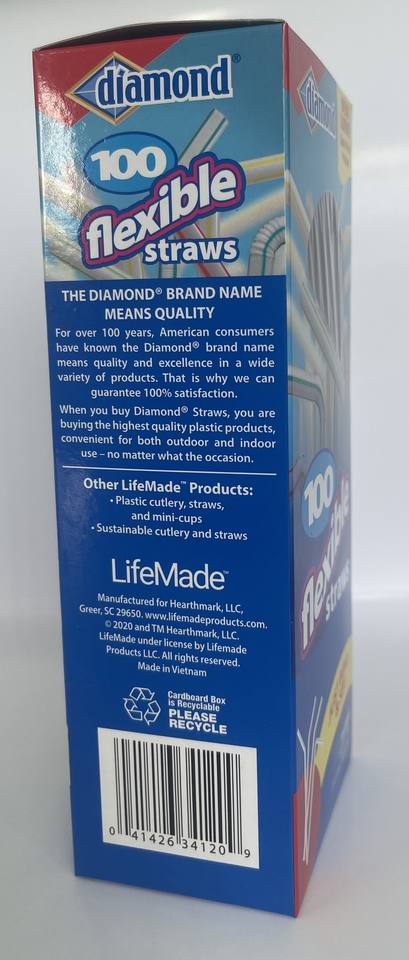 diamond®
100
flexible
straws
THE DIAMOND® BRAND NAME
MEANS QUALITY
For over 100 years, American consumers
have known the Diamond® brand name
means quality and excellence in a wide
variety of products. That is why we can
guarantee 100% satisfaction.
When you buy Diamond® Straws, you are
buying the highest quality plastic products,
convenient for both outdoor and indoor
use – no matter what the occasion.
Other LifeMade™ Products:
• Plastic cutlery, straws,
and mini-cups
• Sustainable cutlery and straws
LifeMade™
Manufactured for Hearthmark, LLC,
Greer, SC 29650. www.lifemadeproducts.com.
© 2020 and TM Hearthmark, LLC.
LifeMade under license by Lifemade
Products LLC. All rights reserved.
Made in Vietnam
Cardboard Box
is Recyclable
PLEASE
RECYCLE
0 41426 34120 9
diamond
100
flexible
straws